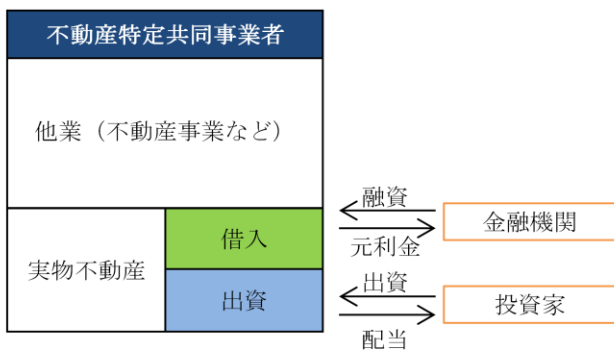 不動産特定共同事業者
他業（不動産事業など）
実物不動産
借入
出資
融資
元利金
金融機関
出資
配当
投資家